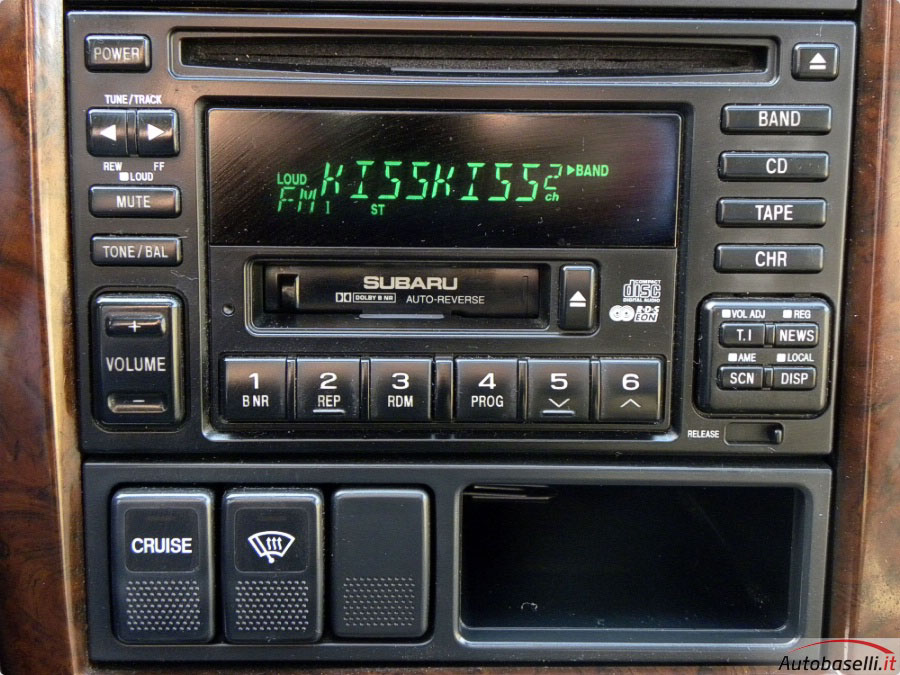 POWER
TUNE/TRACK
REW FF
LOUD
MUTE
TONE/BAL
+
VOLUME
−
LOUD
FM 1
KISSKISS
ST
2 ch
▶BAND
BAND
CD
TAPE
CHR
SUBARU
DOLBY B NR AUTO-REVERSE
COMPACT
disc
DIGITAL AUDIO
R·D·S
EON
VOL ADJ REG
T.I NEWS
AME LOCAL
SCN DISP
1 2 3 4 5 6
B NR REP RDM PROG
RELEASE
CRUISE
Autobaselli.it